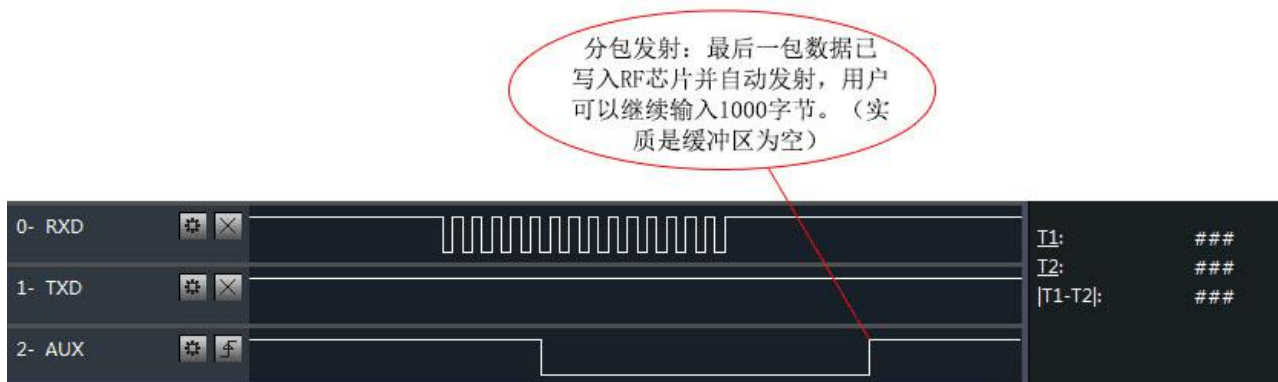 分包发射：最后一包数据已
写入RF芯片并自动发射，用户
可以继续输入1000字节。（实
质是缓冲区为空）
0- RXD
T1: ###
1- TXD
T2: ###
|T1-T2|: ###
2- AUX